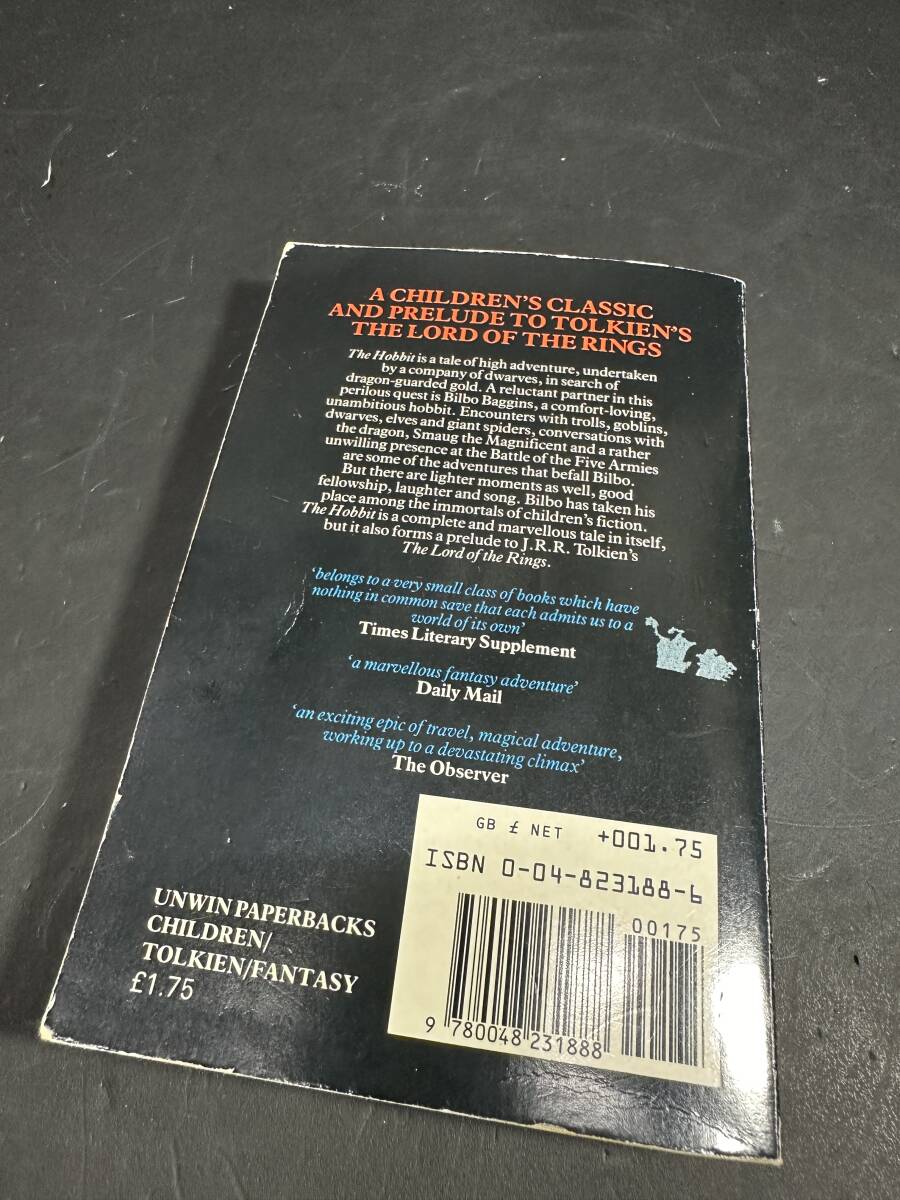 A CHILDREN'S CLASSIC
AND PRELUDE TO TOLKIEN'S
THE LORD OF THE RINGS
The Hobbit is a tale of high adventure, undertaken
by a company of dwarves, in search of
dragon-guarded gold. A reluctant partner in this
perilous quest is Bilbo Baggins, a comfort-loving,
unambitious hobbit. Encounters with trolls, goblins,
dwarves, elves and giant spiders, conversations with
the dragon, Smaug the Magnificent and a rather
unwilling presence at the Battle of the Five Armies
are some of the adventures that befall Bilbo.
But there are lighter moments as well, good
fellowship, laughter and song. Bilbo has taken his
place among the immortals of children's fiction.
The Hobbit is a complete and marvellous tale in itself,
but it also forms a prelude to J.R.R. Tolkien's
The Lord of the Rings.
'belongs to a very small class of books which have
nothing in common save that each admits us to a
world of its own'
Times Literary Supplement
'a marvellous fantasy adventure'
Daily Mail
'an exciting epic of travel, magical adventure,
working up to a devastating climax'
The Observer
GB £ NET +001.75
ISBN 0-04-823188-6
00175
9 780048 231888
UNWIN PAPERBACKS
CHILDREN/
TOLKIEN/FANTASY
£1.75